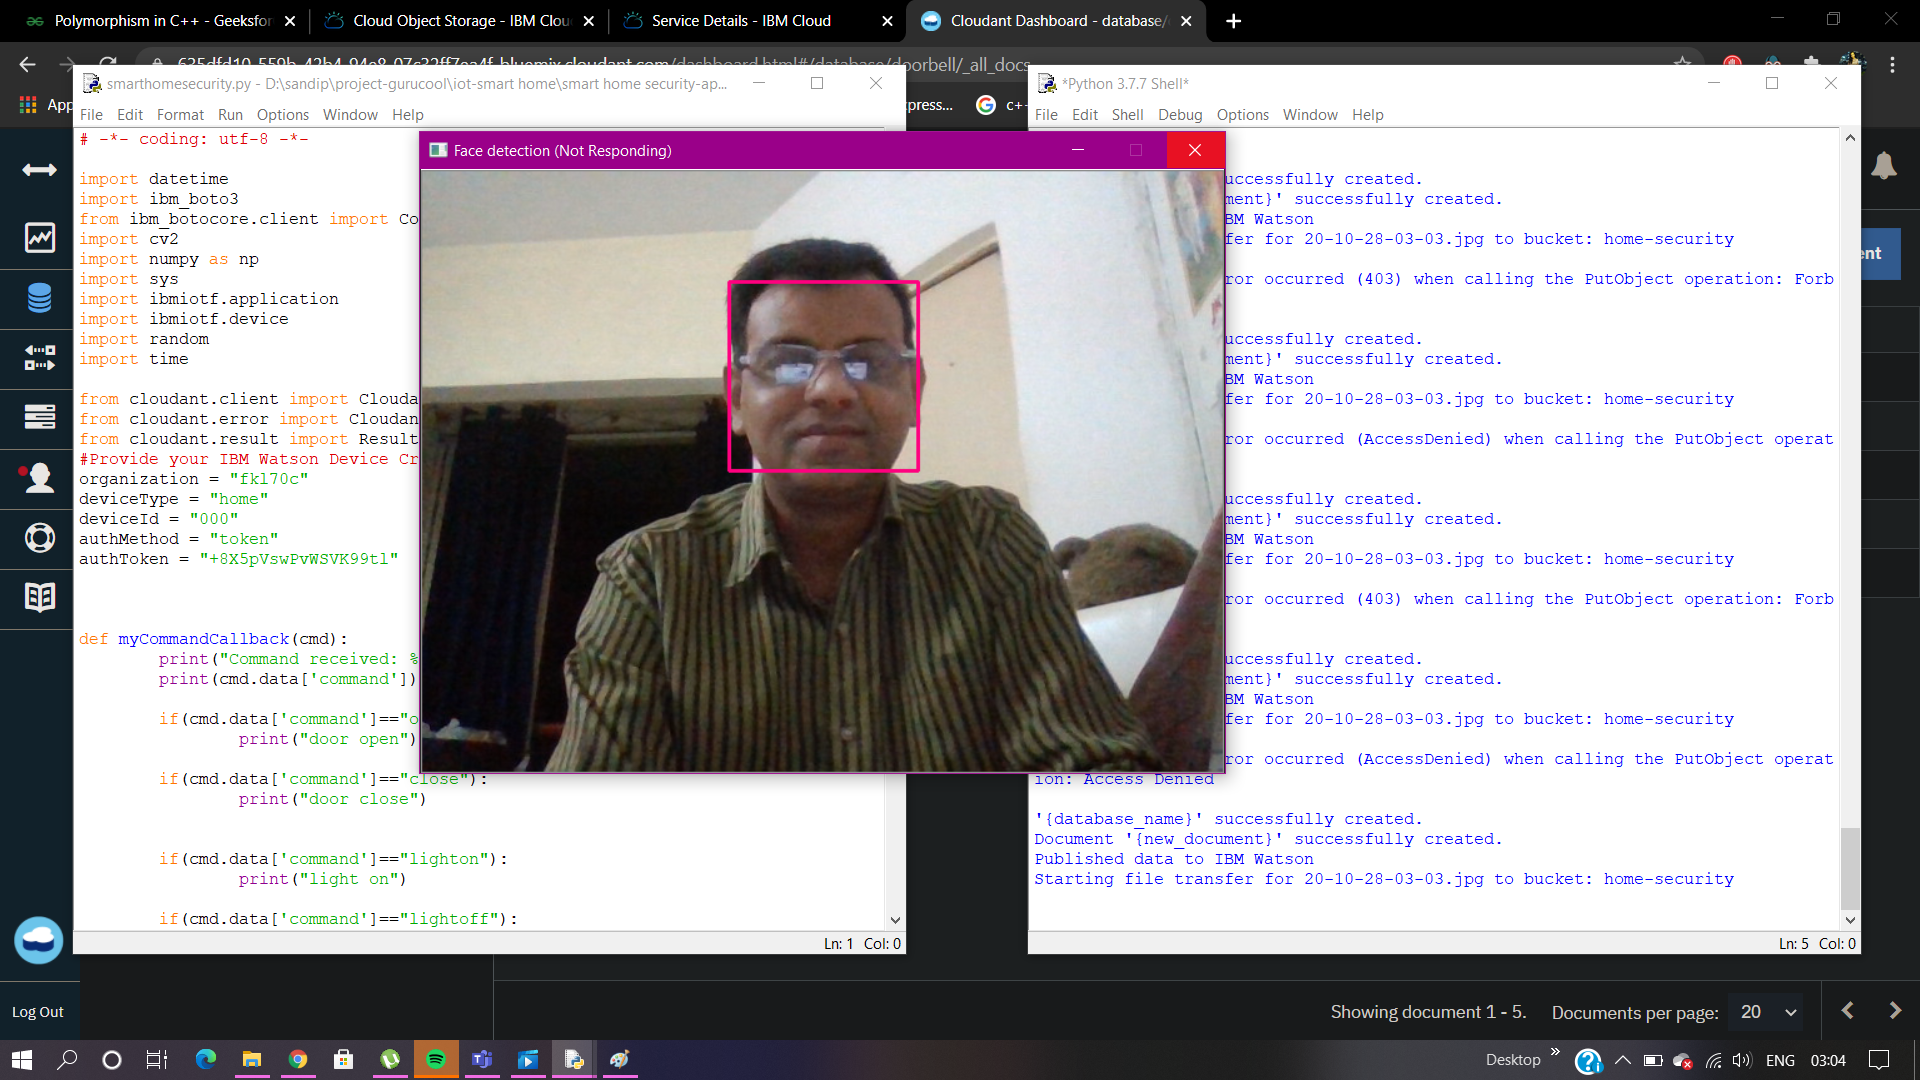 Polymorphism in C++ - Geeksfor
Cloud Object Storage - IBM Clou
Service Details - IBM Cloud
Cloudant Dashboard - database/
smarthomesecurity.py - D:\sandip\project-gurucool\iot-smart home\smart home security-ap...
File Edit Format Run Options Window Help
# -*- coding: utf-8 -*-
import datetime
import ibm_boto3
from ibm_botocore.client import Co
import cv2
import numpy as np
import sys
import ibmiotf.application
import ibmiotf.device
import random
import time
from cloudant.client import Clouda
from cloudant.error import Cloudan
from cloudant.result import Result
#Provide your IBM Watson Device Cr
organization = "fkl70c"
deviceType = "home"
deviceId = "000"
authMethod = "token"
authToken = "+8X5pVswPvWSVK99tl"
def myCommandCallback(cmd):
print("Command received: %
print(cmd.data['command'])
if(cmd.data['command']=="o
print("door open")
if(cmd.data['command']=="close"):
print("door close")
if(cmd.data['command']=="lighton"):
print("light on")
if(cmd.data['command']=="lightoff"):
Ln: 1 Col: 0
Face detection (Not Responding)
doorbell/_all_docs
App
xpress...
c++
*Python 3.7.7 Shell*
File Edit Shell Debug Options Window Help
uccessfully created.
ment}' successfully created.
BM Watson
fer for 20-10-28-03-03.jpg to bucket: home-security
ror occurred (403) when calling the PutObject operation: Forb
uccessfully created.
ment}' successfully created.
BM Watson
fer for 20-10-28-03-03.jpg to bucket: home-security
ror occurred (AccessDenied) when calling the PutObject operat
uccessfully created.
ment}' successfully created.
BM Watson
fer for 20-10-28-03-03.jpg to bucket: home-security
ror occurred (403) when calling the PutObject operation: Forb
uccessfully created.
ment}' successfully created.
BM Watson
fer for 20-10-28-03-03.jpg to bucket: home-security
ror occurred (AccessDenied) when calling the PutObject operat
ion: Access Denied
'{database_name}' successfully created.
Document '{new_document}' successfully created.
Published data to IBM Watson
Starting file transfer for 20-10-28-03-03.jpg to bucket: home-security
Ln: 5 Col: 0
ent
Log Out
Showing document 1 - 5.
Documents per page: 20
Desktop
ENG
03:04